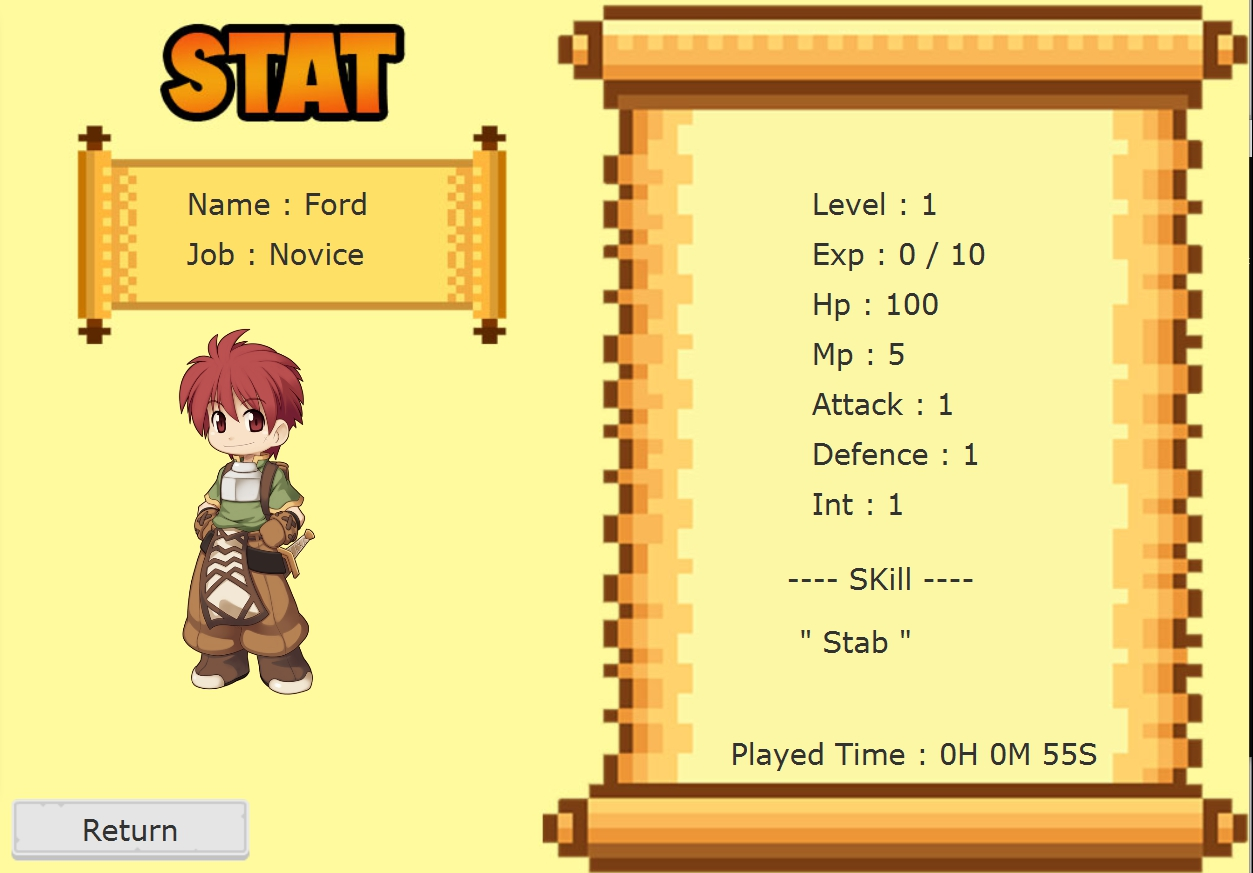 STAT
Name : Ford
Job : Novice
Level : 1
Exp : 0 / 10
Hp : 100
Mp : 5
Attack : 1
Defence : 1
Int : 1
---- SKill ----
" Stab "
Played Time : 0H 0M 55S
Return